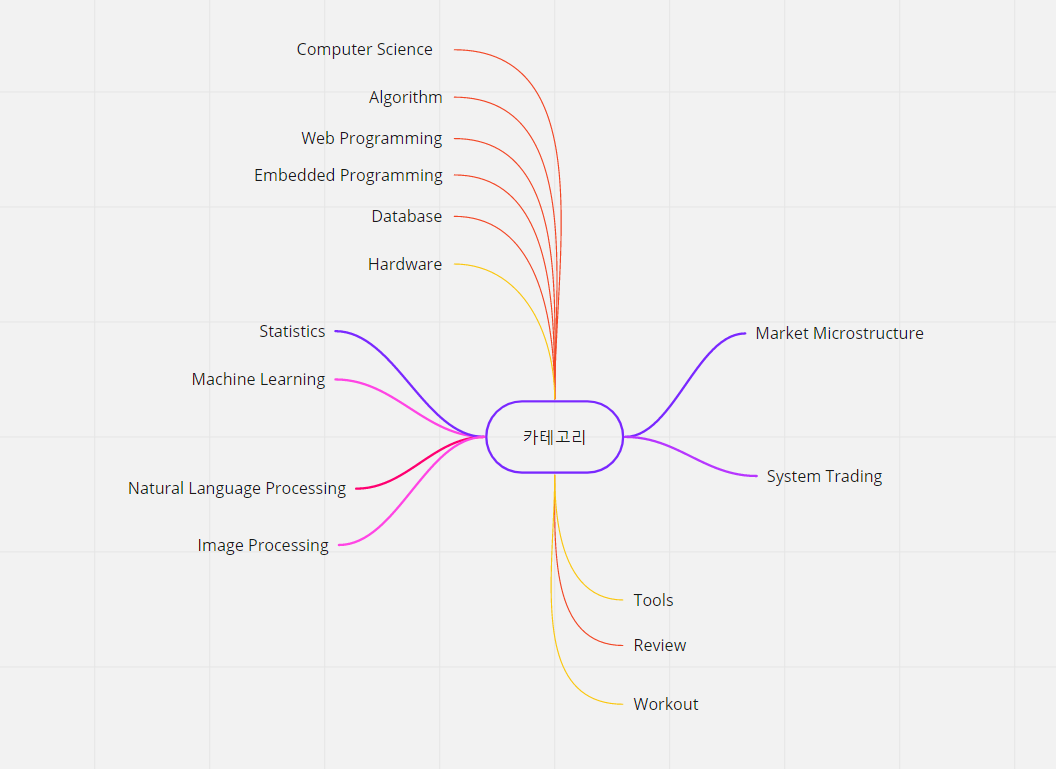 Computer Science
Algorithm
Web Programming
Embedded Programming
Database
Hardware
Statistics
Market Microstructure
Machine Learning
카테고리
System Trading
Natural Language Processing
Image Processing
Tools
Review
Workout